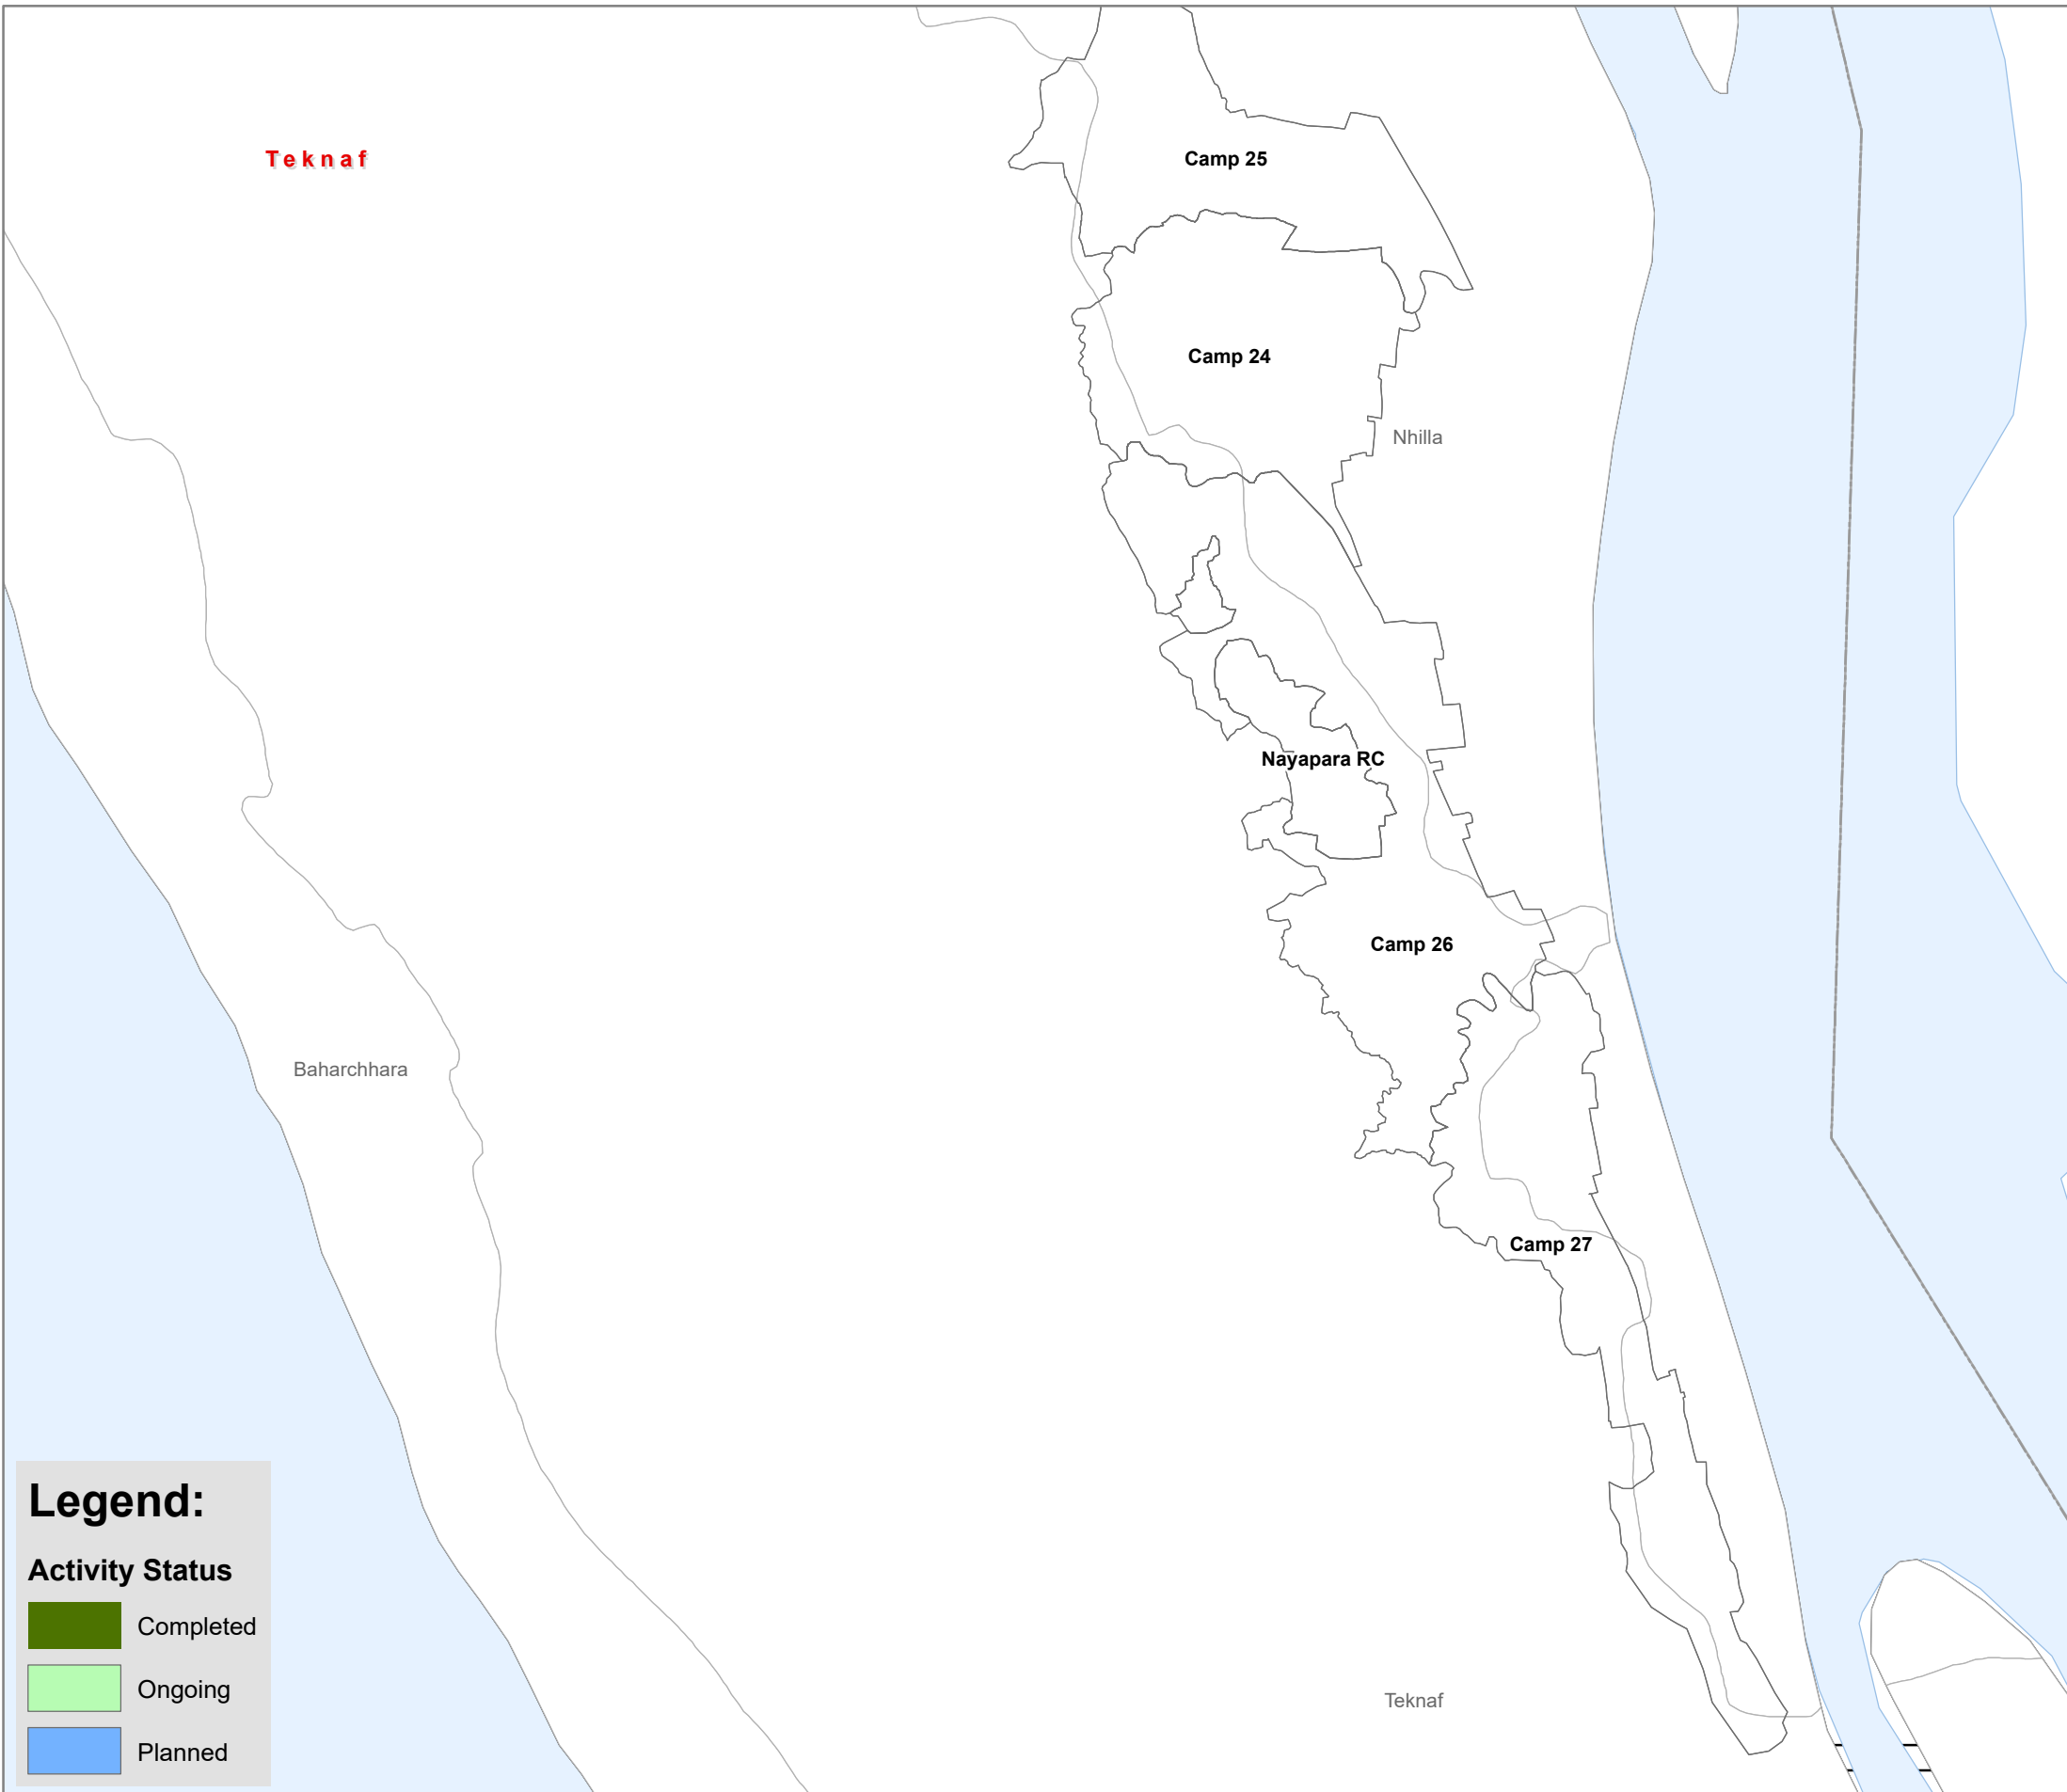 Teknaf
Camp 25
Camp 24
Nhilla
Nayapara RC
Camp 26
Baharchhara
Camp 27
Teknaf
Legend:
Activity Status
Completed
Ongoing
Planned